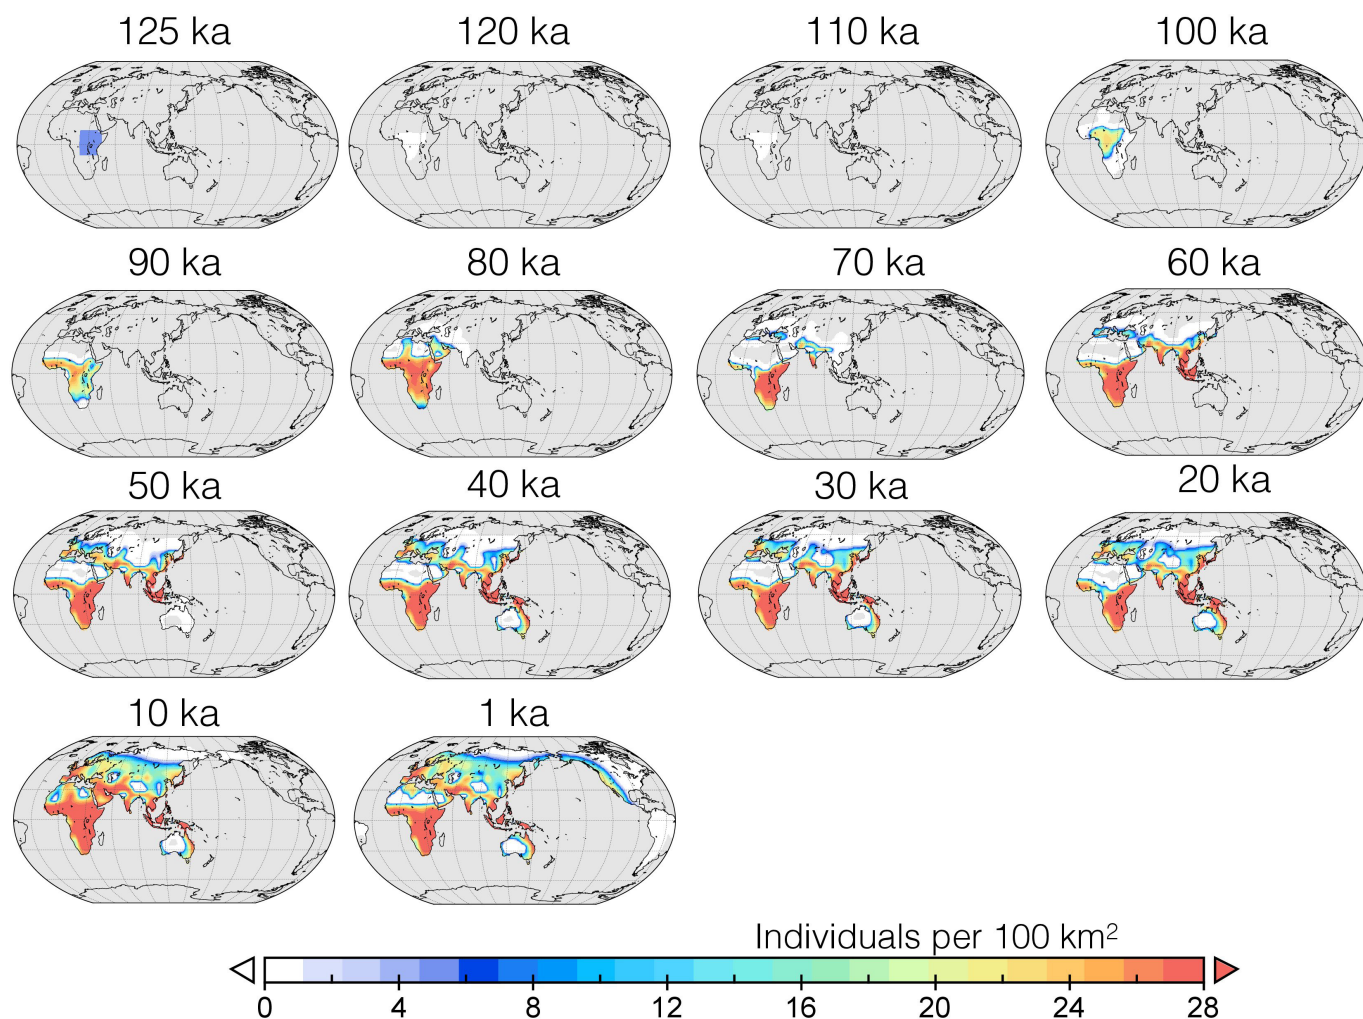 125 ka
120 ka
110 ka
100 ka
90 ka
80 ka
70 ka
60 ka
50 ka
40 ka
30 ka
20 ka
10 ka
1 ka
Individuals per 100 km²
0 4 8 12 16 20 24 28